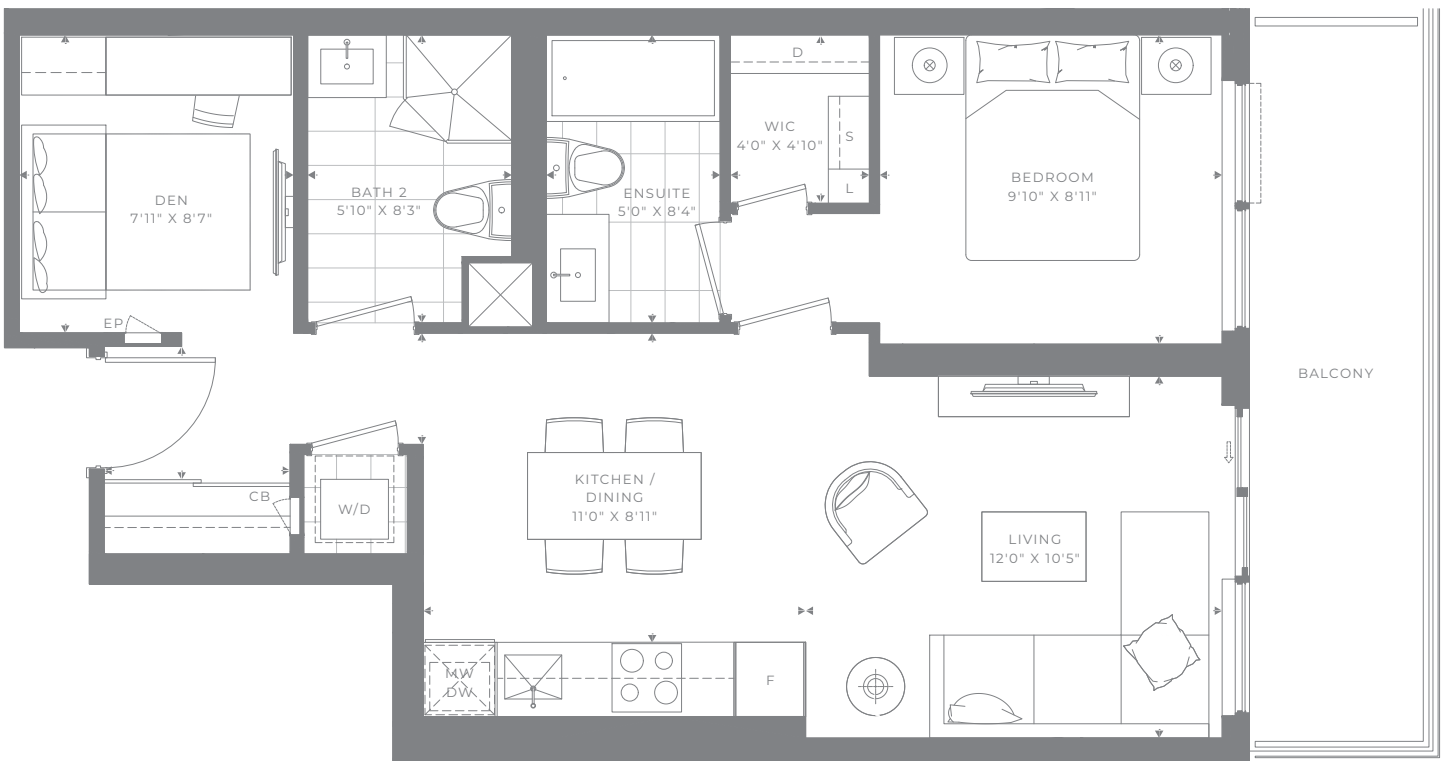 D
WIC
4'0" X 4'10"
S
L
DEN
7'11" X 8'7"
BATH 2
5'10" X 8'3"
ENSUITE
5'0" X 8'4"
BEDROOM
9'10" X 8'11"
EP
BALCONY
CB
W/D
KITCHEN /
DINING
11'0" X 8'11"
LIVING
12'0" X 10'5"
MW
DW
F